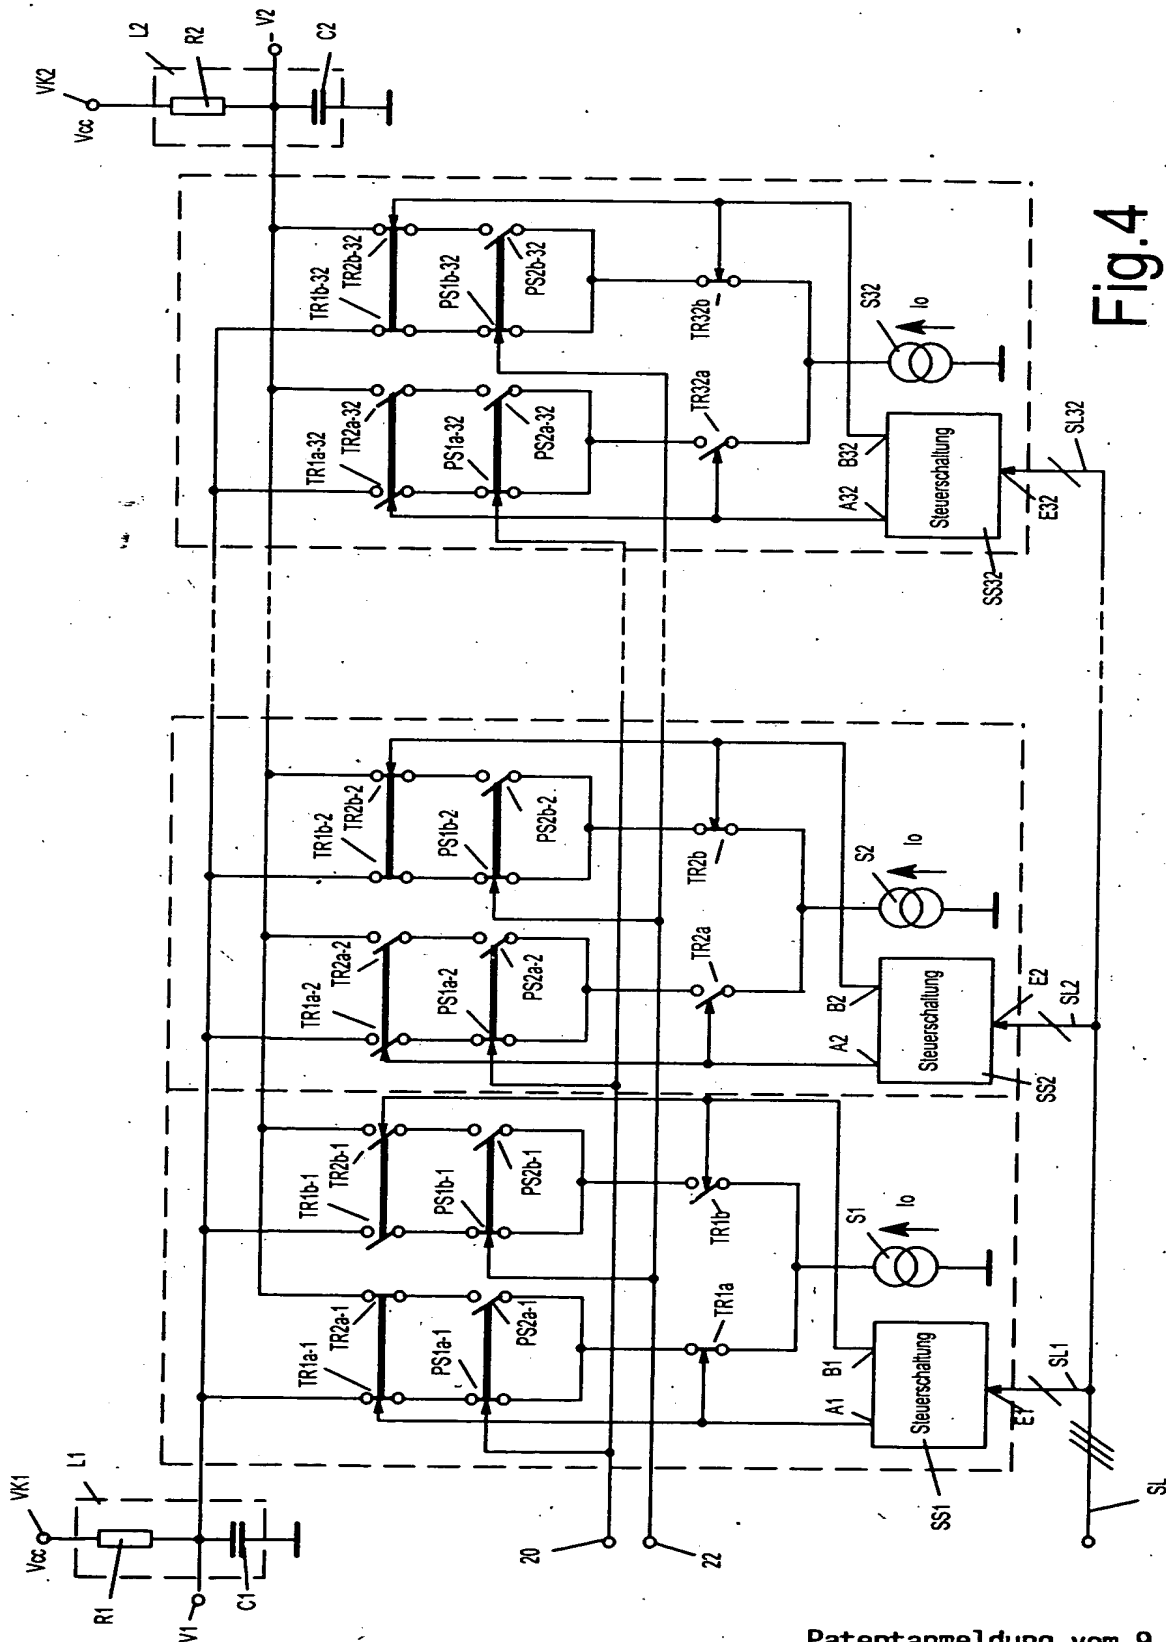 VK1
Vcc
L1
R1
V1
C1
VK2
Vcc
L2
R2
-V2
C2
TR1a-1
TR2a-1
TR1b-1
TR2b-1
TR1a-2
TR2a-2
TR1b-2
TR2b-2
TR1a-32
TR2a-32
TR1b-32
TR2b-32
PS1a-1
PS2a-1
PS1b-1
PS2b-1
PS1a-2
PS2a-2
PS1b-2
PS2b-2
PS1a-32
PS2a-32
PS1b-32
PS2b-32
20
22
TR1a
TR1b
TR2a
TR2b
TR32a
TR32b
S1
Io
S2
Io
S32
Io
A1
B1
A2
B2
A32
B32
Steuerschaltung
Steuerschaltung
Steuerschaltung
SS1
E1
SL1
SS2
E2
SL2
SS32
E32
SL32
SL
Fig.4
Patentanmeldung vom 9